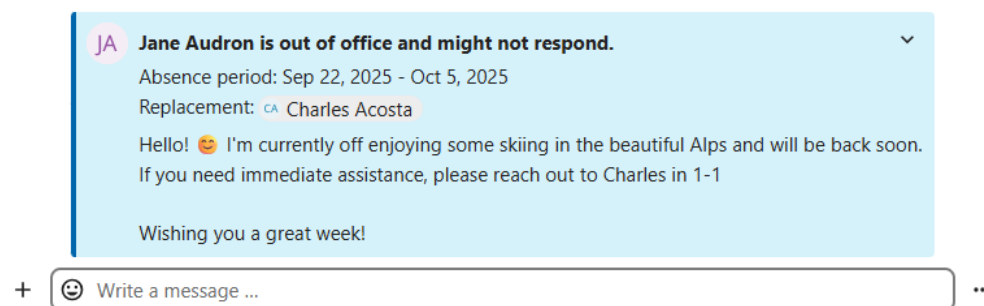 JA Jane Audron is out of office and might not respond.
Absence period: Sep 22, 2025 - Oct 5, 2025
Replacement: CA Charles Acosta
Hello! 😊 I'm currently off enjoying some skiing in the beautiful Alps and will be back soon.
If you need immediate assistance, please reach out to Charles in 1-1
Wishing you a great week!
Write a message ...